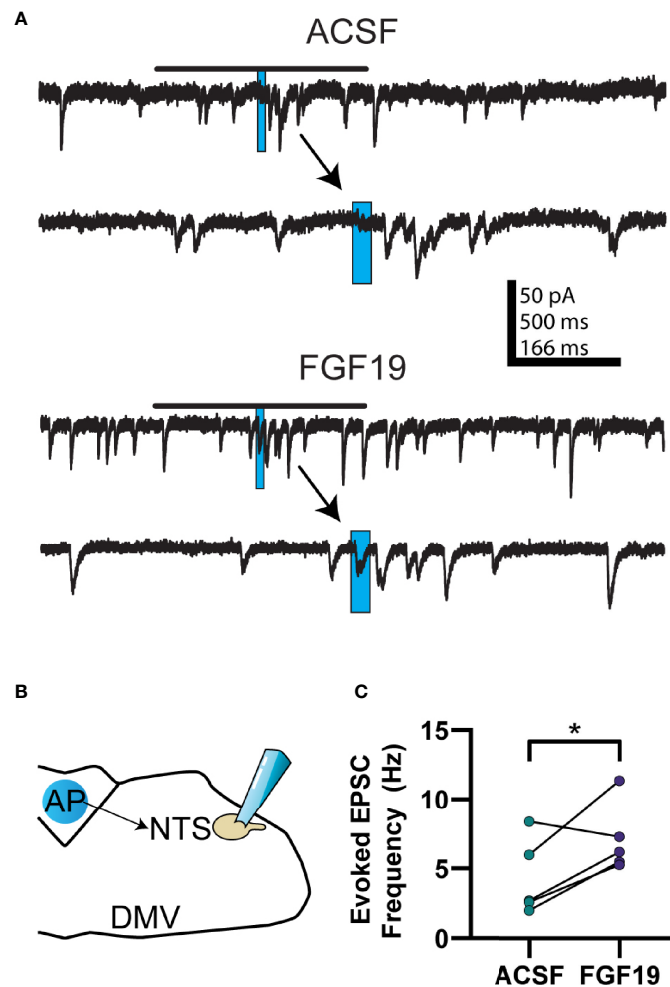 A
ACSF
50 pA
500 ms
166 ms
FGF19
B
AP
NTS
DMV
C
Evoked EPSC
Frequency (Hz)
15
10
5
0
*
ACSF FGF19